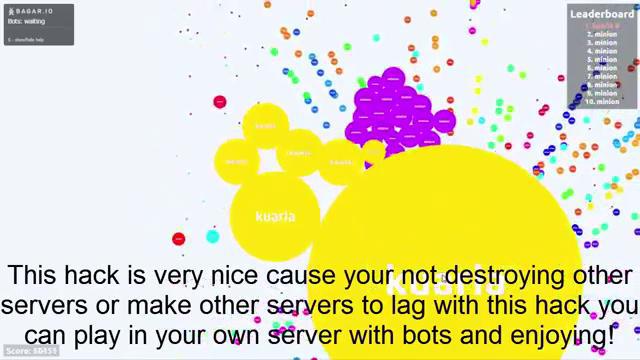 BAGAR.IO
Bots: waiting
S - show/hide help
Leaderboard
2. minion
3. minion
4. minion
5. minion
6. minion
7. minion
8. minion
9. minion
10. minion
kuaria
kuaria
This hack is very nice cause your not destroying other
servers or make other servers to lag with this hack you
can play in your own server with bots and enjoying!
Score: